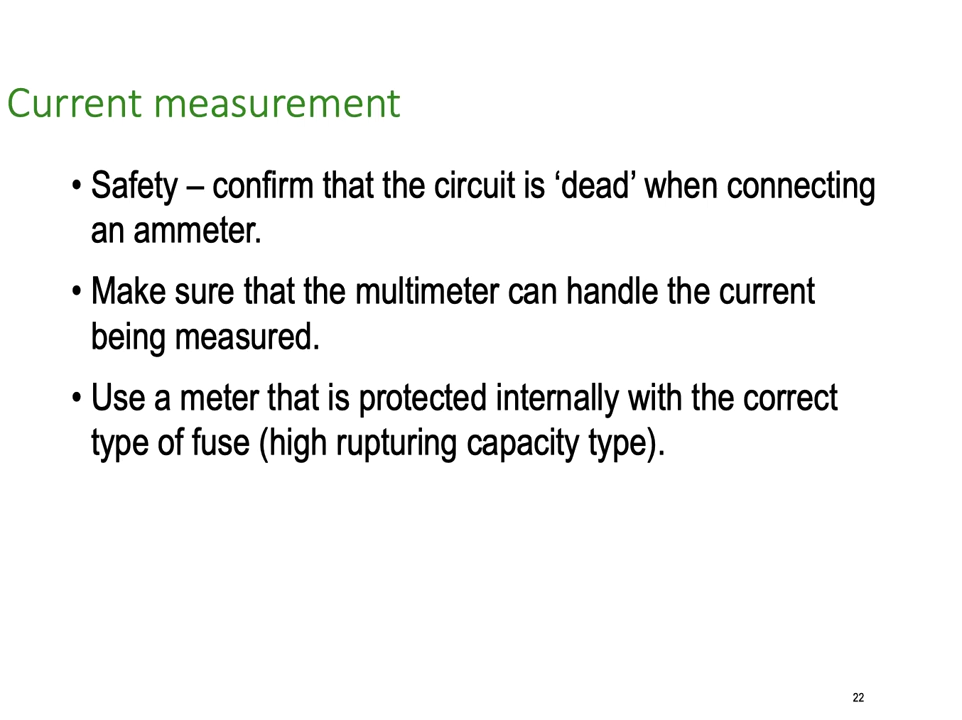 Current measurement
• Safety – confirm that the circuit is ‘dead’ when connecting
an ammeter.
• Make sure that the multimeter can handle the current
being measured.
• Use a meter that is protected internally with the correct
type of fuse (high rupturing capacity type).
22